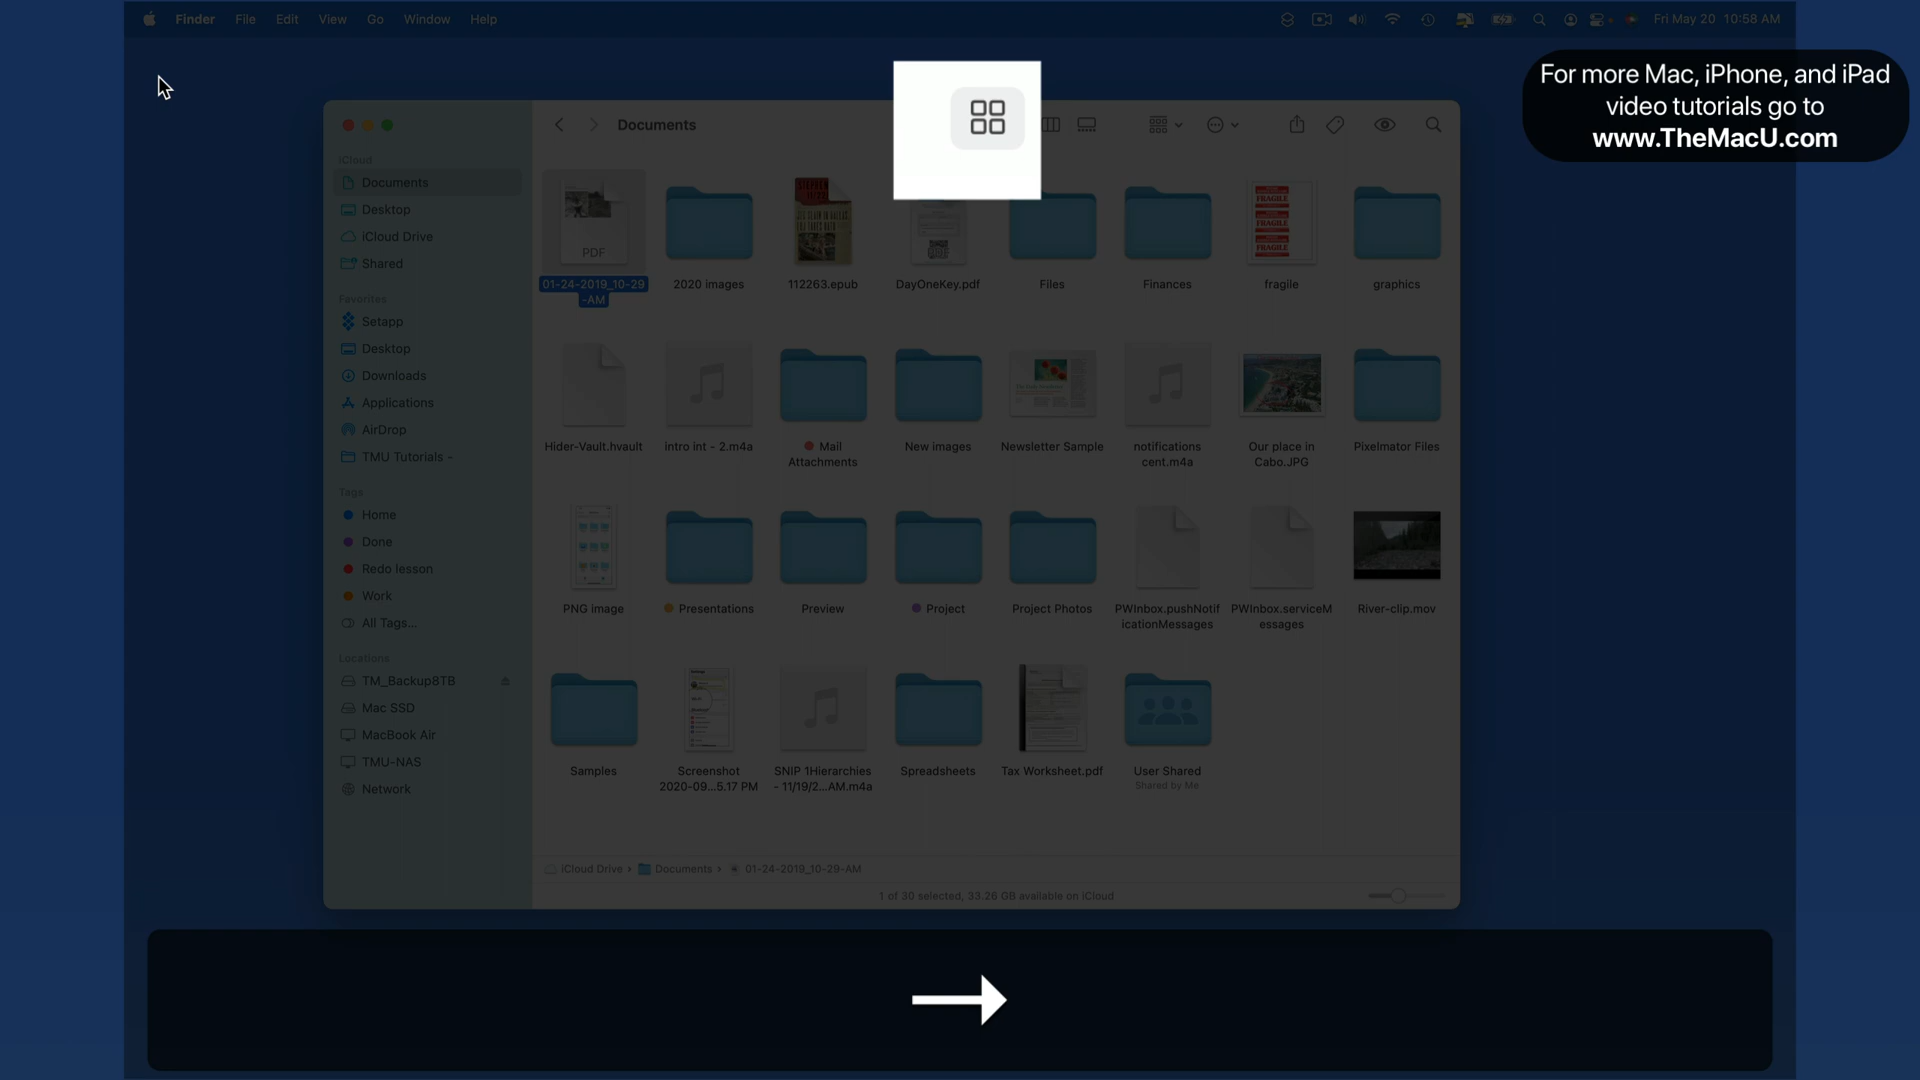 Finder File Edit View Go Window Help
Fri May 20 10:58 AM
For more Mac, iPhone, and iPad
video tutorials go to
www.TheMacU.com
Documents
iCloud
Documents
Desktop
iCloud Drive
Shared
Favorites
Setapp
Desktop
Downloads
Applications
AirDrop
TMU Tutorials -
Tags
Home
Done
Redo lesson
Work
All Tags...
Locations
TM_Backup8TB
Mac SSD
MacBook Air
TMU-NAS
Network
PDF
FRAGILE
FRAGILE
FRAGILE
01-24-2019_10-29
-AM
2020 images
112263.epub
DayOneKey.pdf
Files
Finances
fragile
graphics
Hider-Vault.hvault
intro int - 2.m4a
Mail
Attachments
New images
Newsletter Sample
notifications
cent.m4a
Our place in
Cabo.JPG
Pixelmator Files
PNG image
Presentations
Preview
Project
Project Photos
PWInbox.pushNotif
icationMessages
PWInbox.serviceM
essages
River-clip.mov
Samples
Screenshot
2020-09...5.17 PM
SNIP 1Hierarchies
- 11/19/2...AM.m4a
Spreadsheets
Tax Worksheet.pdf
User Shared
Shared by Me
iCloud Drive › Documents › 01-24-2019_10-29-AM
1 of 30 selected, 33.26 GB available on iCloud